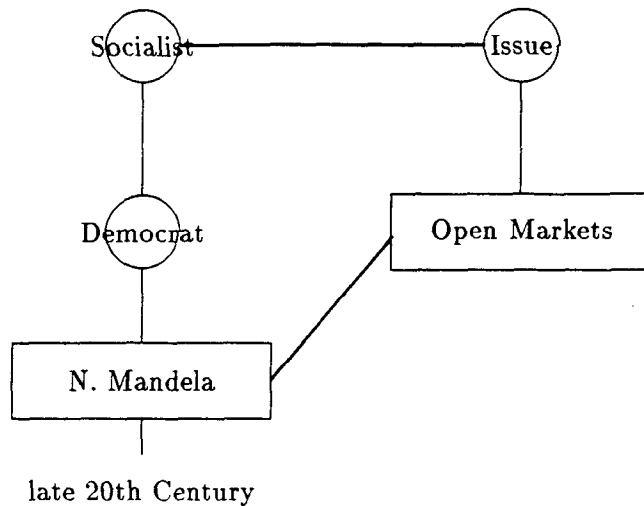 Socialist
Issue
Democrat
Open Markets
N. Mandela
late 20th Century